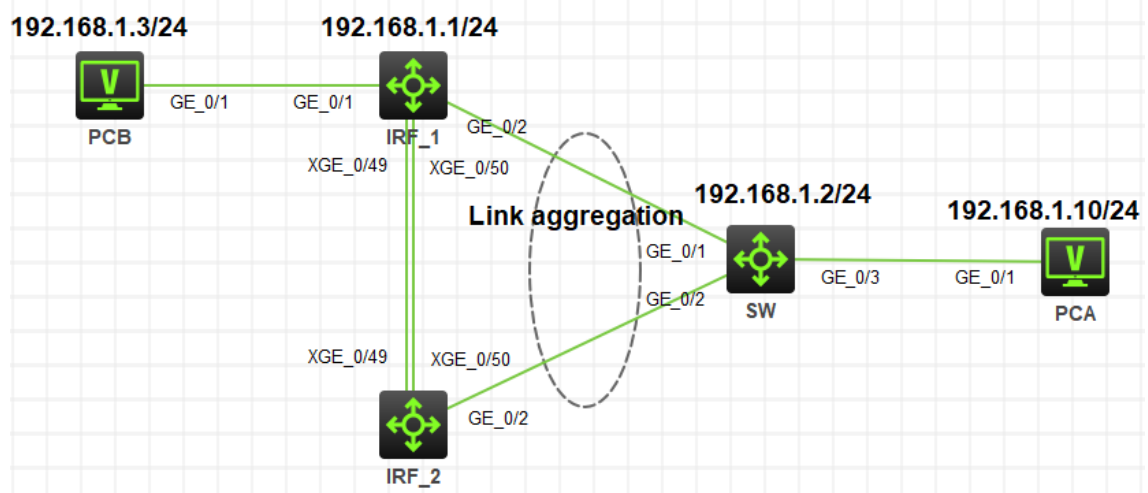 192.168.1.3/24
192.168.1.1/24
V
GE_0/1
GE_0/1
PCB
IRF_1
GE_0/2
XGE_0/49
XGE_0/50
192.168.1.2/24
Link aggregation
192.168.1.10/24
GE_0/1
V
GE_0/3
GE_0/1
GE_0/2
SW
PCA
XGE_0/49
XGE_0/50
GE_0/2
IRF_2